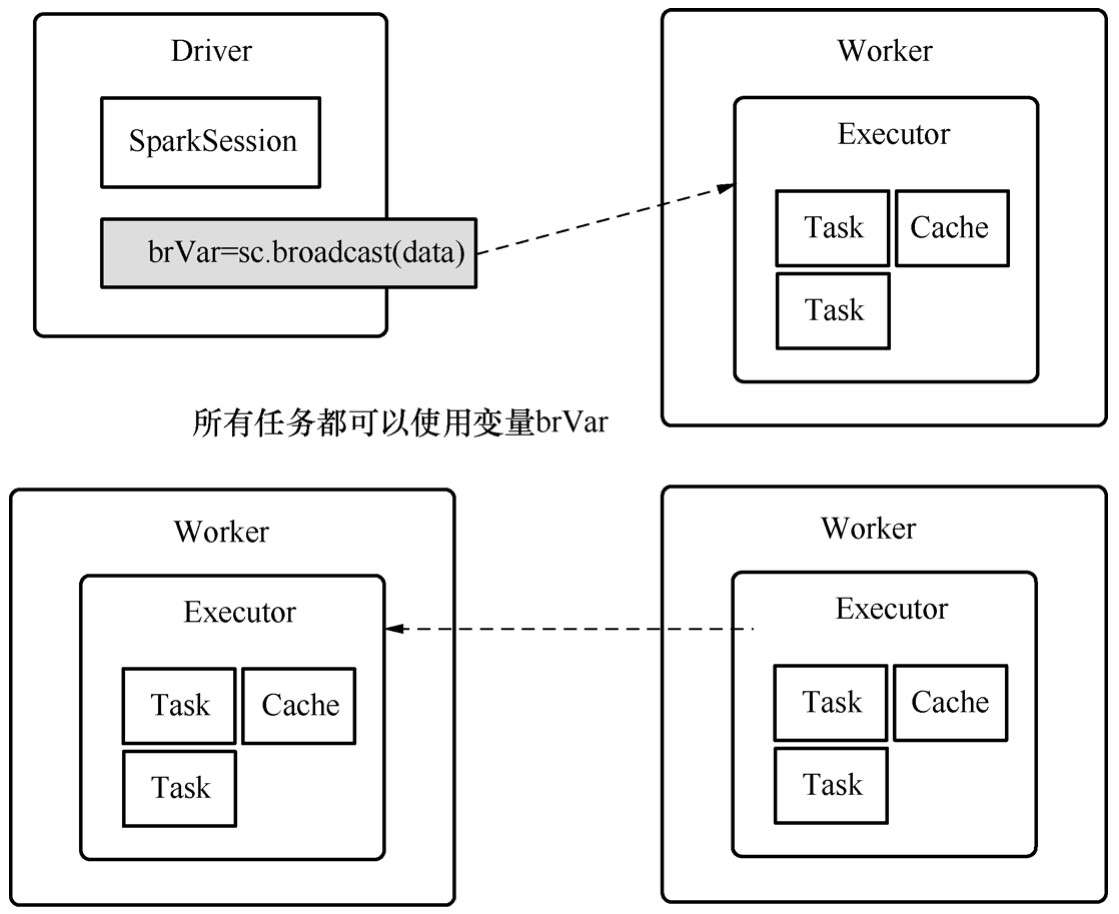 Driver
SparkSession
brVar=sc.broadcast(data)
Worker
Executor
Task
Cache
Task
所有任务都可以使用变量brVar
Worker
Executor
Task
Cache
Task
Worker
Executor
Task
Cache
Task